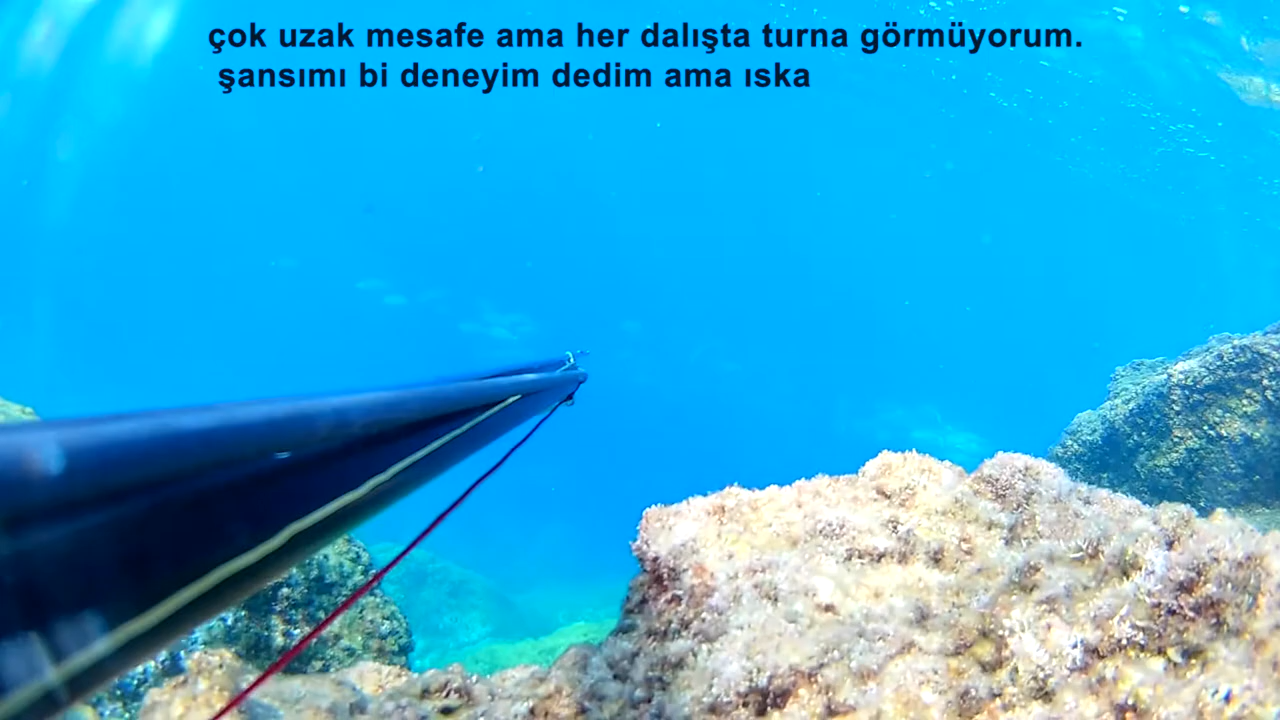 çok uzak mesafe ama her dalışta turna görmüyorum.
şansımı bi deneyim dedim ama ıska